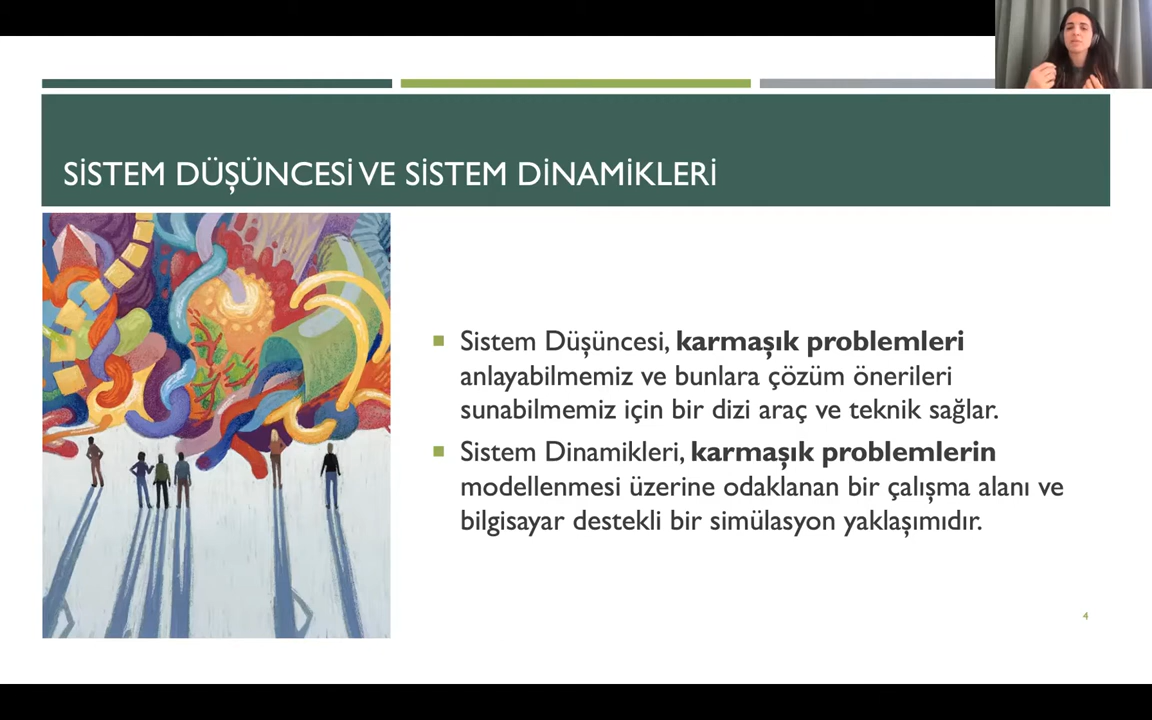 SİSTEM DÜŞÜNCESİ VE SİSTEM DİNAMİKLERİ
Sistem Düşüncesi, karmaşık problemleri
anlayabilmemiz ve bunlara çözüm önerileri
sunabilmemiz için bir dizi araç ve teknik sağlar.
Sistem Dinamikleri, karmaşık problemlerin
modellenmesi üzerine odaklanan bir çalışma alanı ve
bilgisayar destekli bir simülasyon yaklaşımıdır.
4